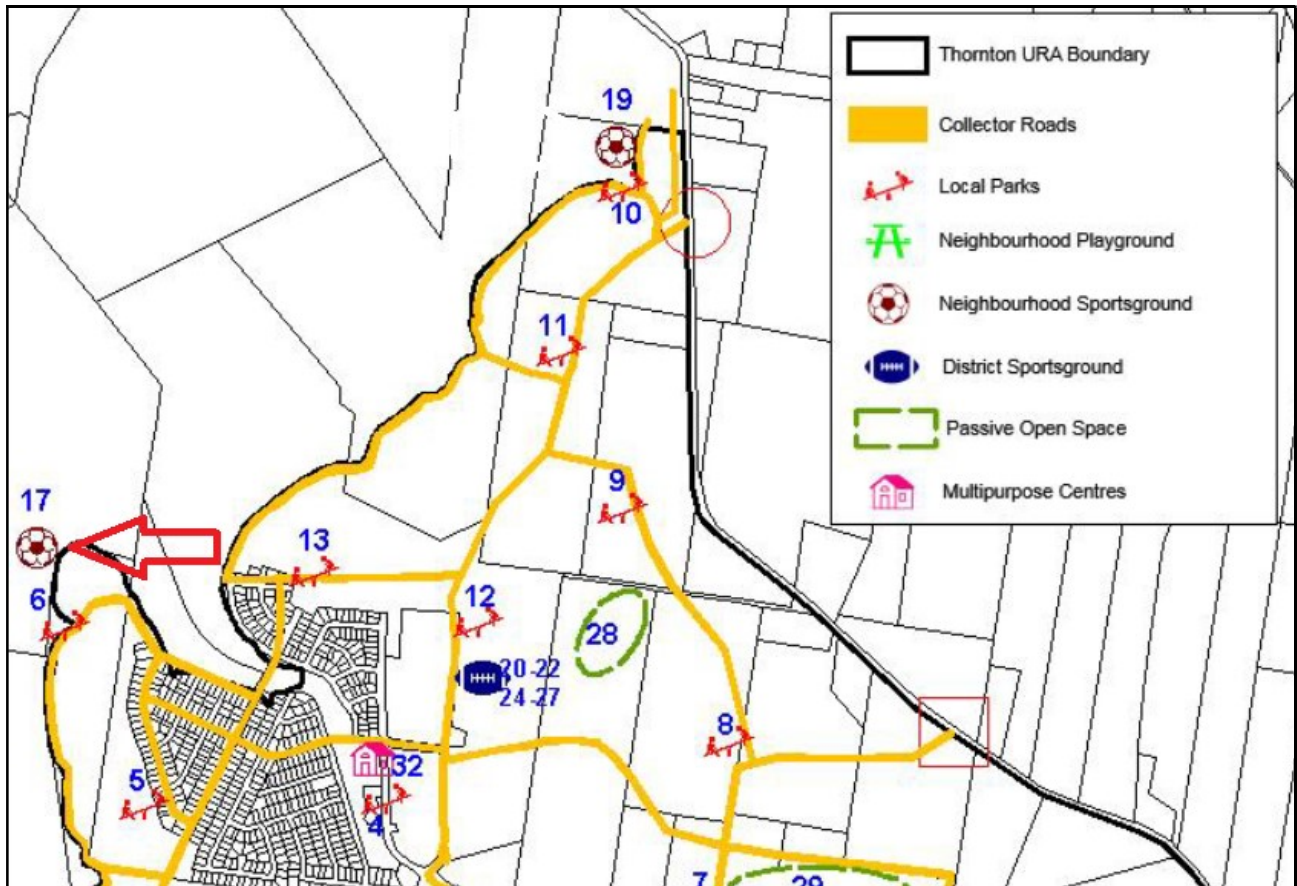 Thornton URA Boundary
Collector Roads
Local Parks
Neighbourhood Playground
Neighbourhood Sportsground
District Sportsground
Passive Open Space
Multipurpose Centres
19
10
11
9
17
13
6
12
28
20-22
24-27
8
32
5
4
7
29